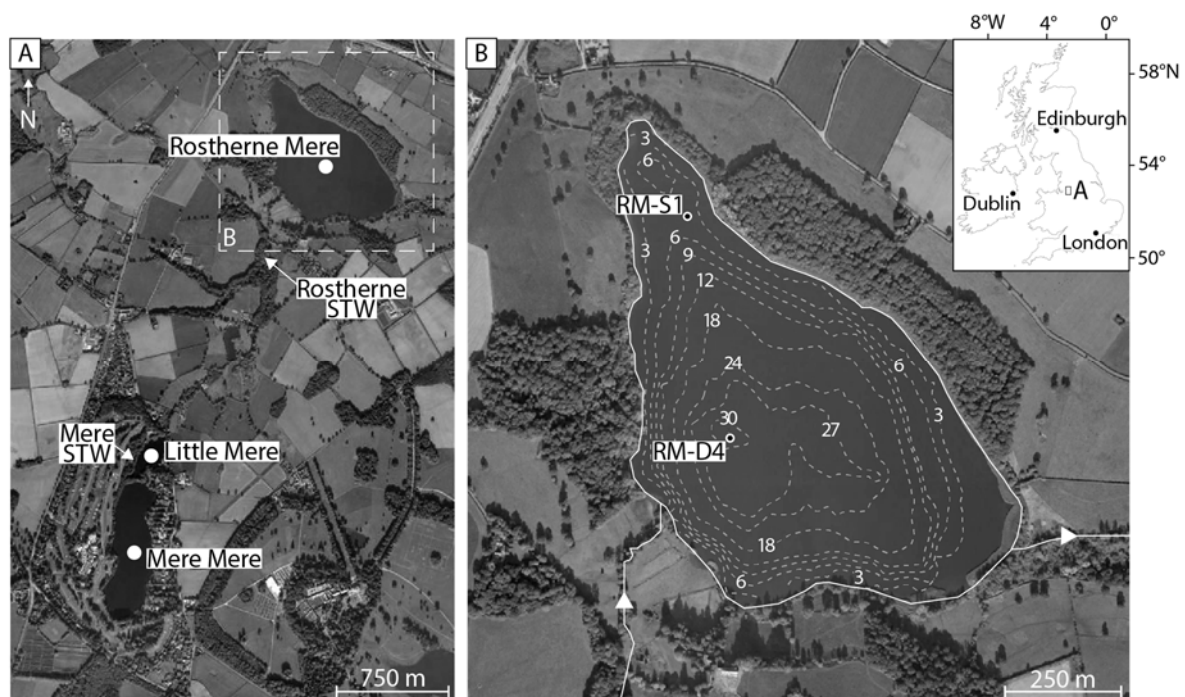 A
N
Rostherne Mere
B
Rostherne
STW
Mere
STW
Little Mere
Mere Mere
750 m
B
3
6
RM-S1
3
6
9
12
18
24
30
27
RM-D4
6
3
18
6
3
250 m
8°W
4°
0°
58°N
Edinburgh
54°
A
Dublin
London
50°